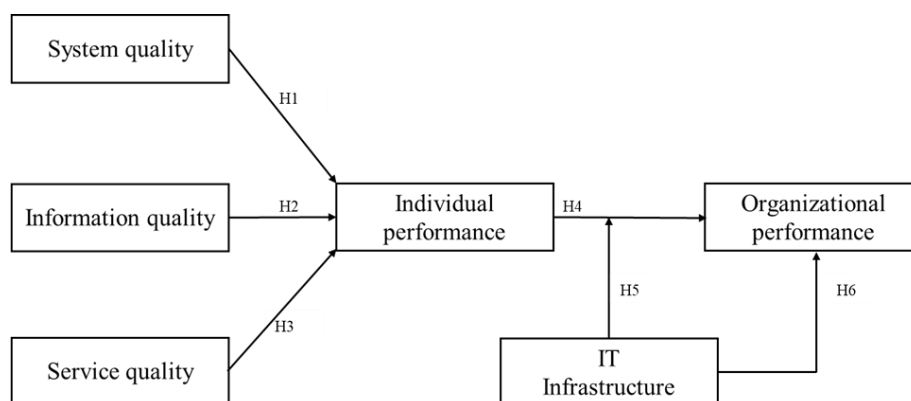 System quality
H1
Information quality
H2
Individual
performance
H4
Organizational
performance
H3
H5
H6
Service quality
IT
Infrastructure